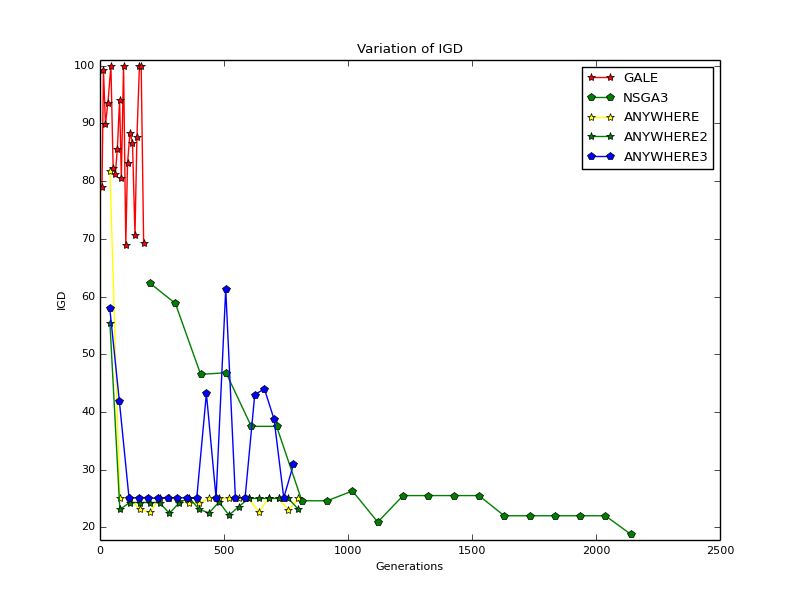 Variation of IGD
GALE
NSGA3
ANYWHERE
ANYWHERE2
ANYWHERE3
IGD
100
90
80
70
60
50
40
30
20
0
500
1000
1500
2000
2500
Generations